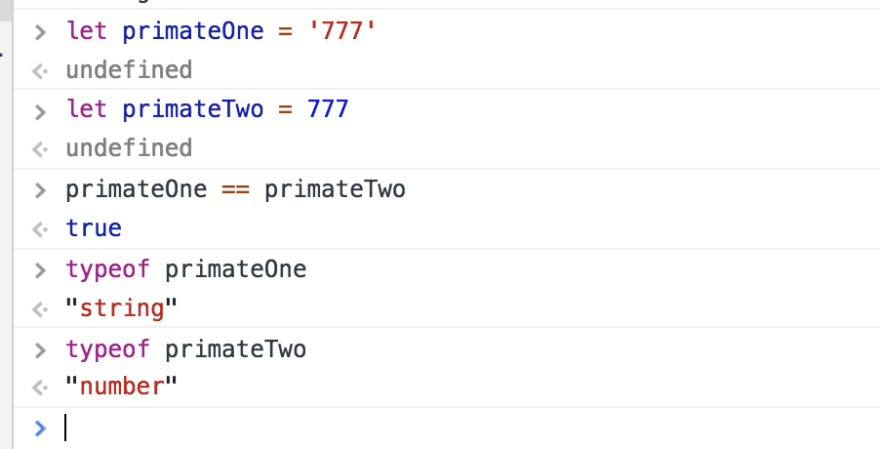 > let primateOne = '777'
<· undefined
> let primateTwo = 777
<· undefined
> primateOne == primateTwo
<· true
> typeof primateOne
<· "string"
> typeof primateTwo
<· "number"
>